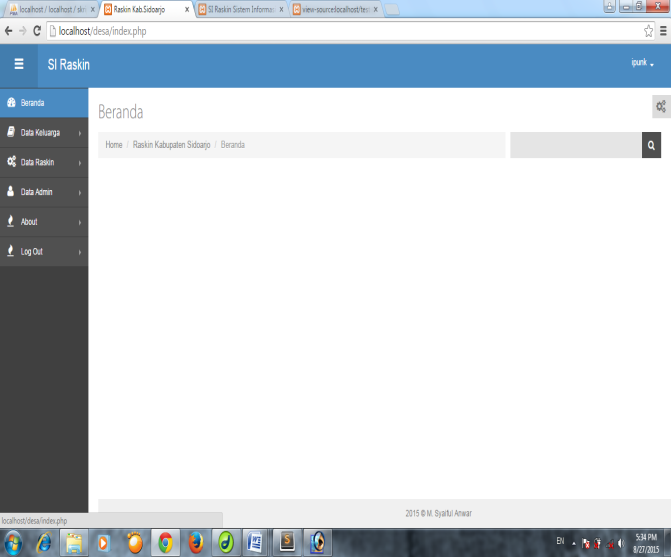 localhost / localhost / skri
Raskin Kab.Sidoarjo
SI Raskin Sistem Informas
view-source:localhost/tes
localhost/desa/index.php
SI Raskin
ipunk
Beranda
Data Keluarga
Data Raskin
Data Admin
About
Log Out
Beranda
Home / Raskin Kabupaten Sidoarjo / Beranda
2015 © M. Syaiful Anwar
localhost/desa/index.php
EN
5:34 PM
8/27/2015